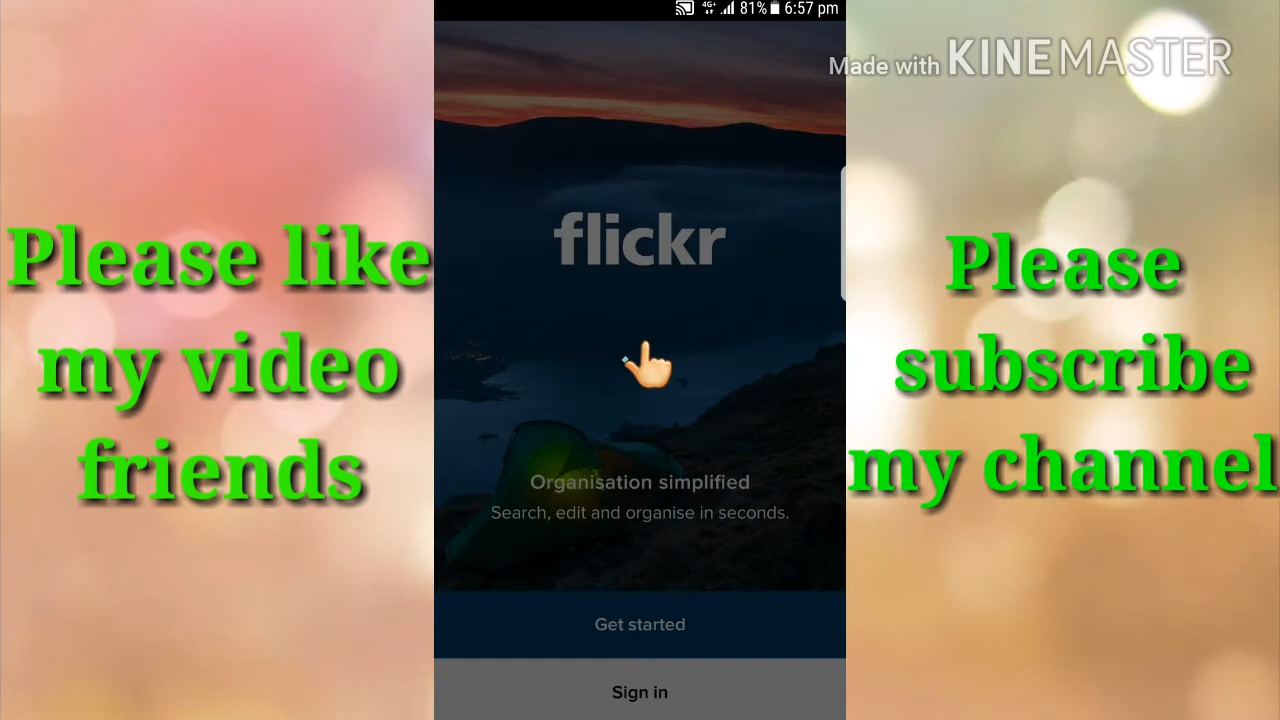 4G+ 81% 6:57 pm
Made with KINEMASTER
Please like
my video
friends
flickr
Organisation simplified
Search, edit and organise in seconds.
Get started
Sign in
Please
subscribe
my channel